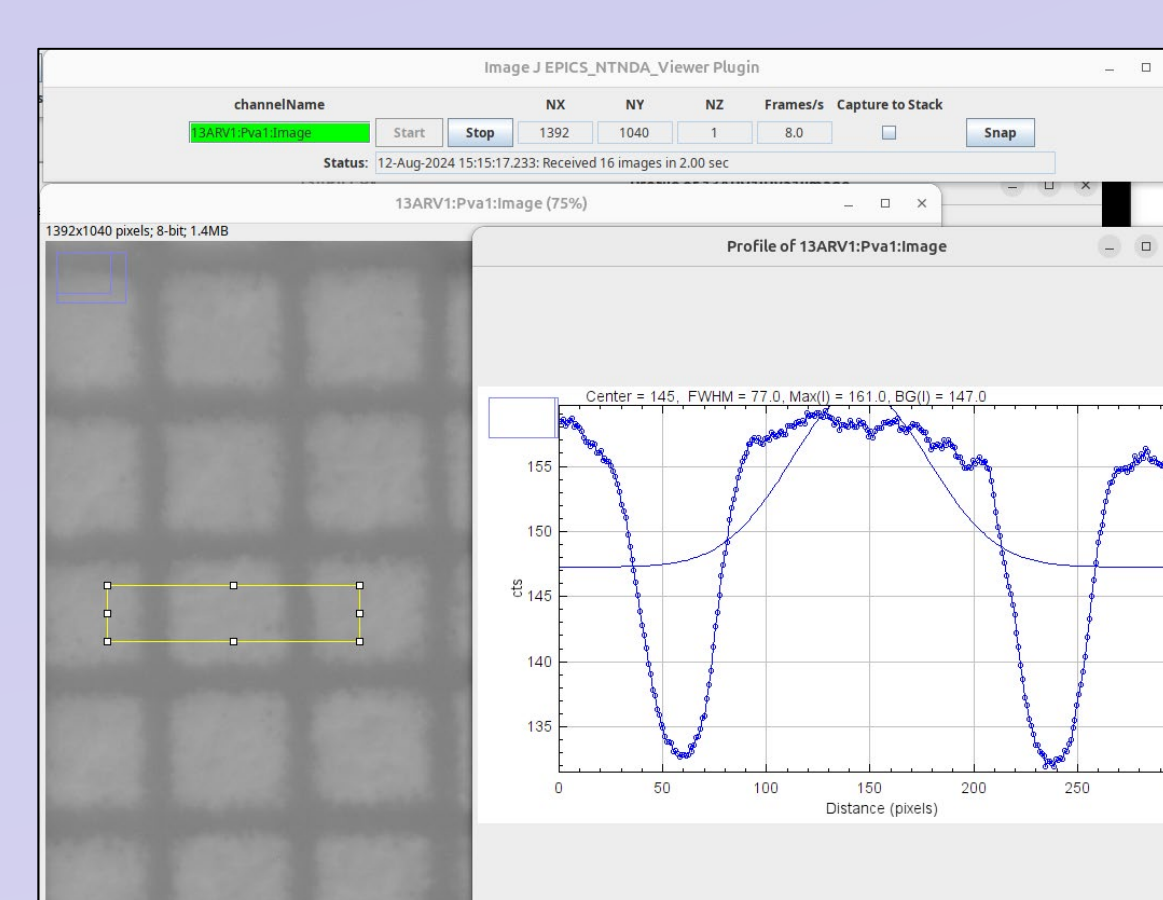 Image J EPICS_NTNDA_Viewer Plugin
channelName NX NY NZ Frames/s Capture to Stack
13ARV1:Pva1:Image Start Stop 1392 1040 1 8.0 Snap
Status: 12-Aug-2024 15:15:17.233: Received 16 images in 2.00 sec
13ARV1:Pva1:Image (75%)
1392x1040 pixels; 8-bit; 1.4MB
Profile of 13ARV1:Pva1:Image
Center = 145, FWHM = 77.0, Max(I) = 161.0, BG(I) = 147.0
155
150
145
140
135
cts
0 50 100 150 200 250
Distance (pixels)